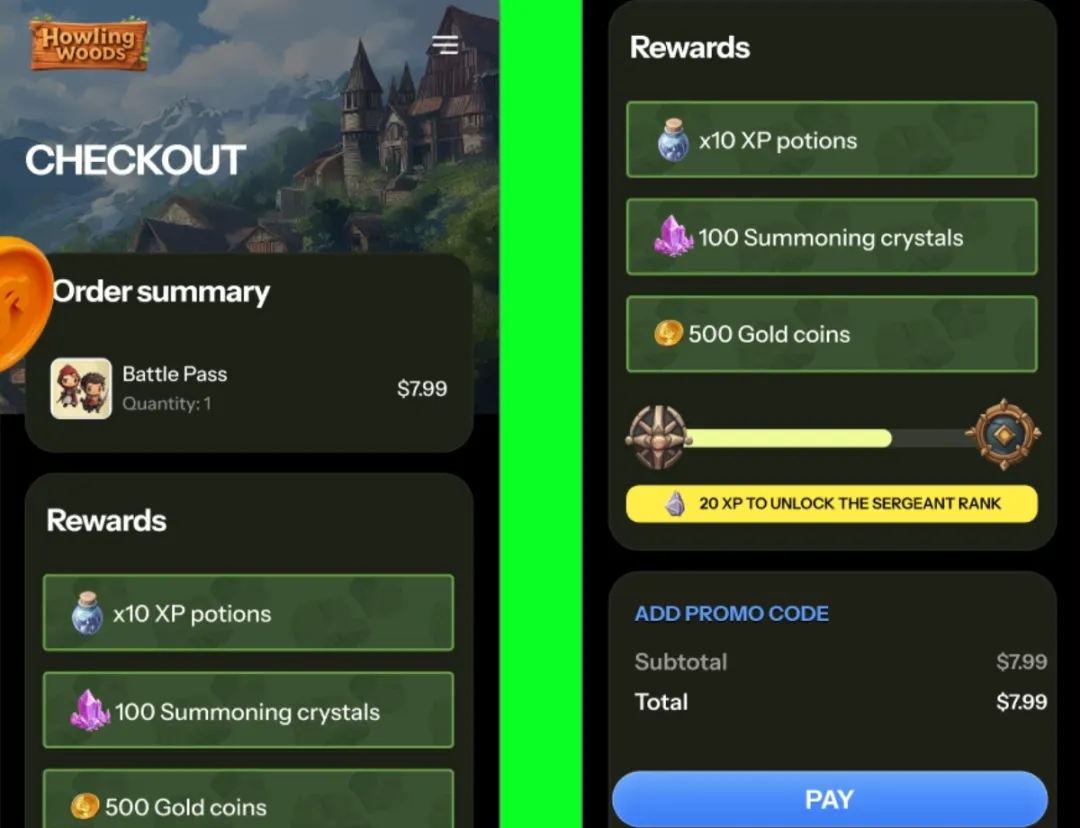 Howling
WOODS
CHECKOUT
Order summary
Battle Pass
Quantity: 1
$7.99
Rewards
x10 XP potions
100 Summoning crystals
500 Gold coins
Rewards
x10 XP potions
100 Summoning crystals
500 Gold coins
20 XP TO UNLOCK THE SERGEANT RANK
ADD PROMO CODE
Subtotal $7.99
Total $7.99
PAY